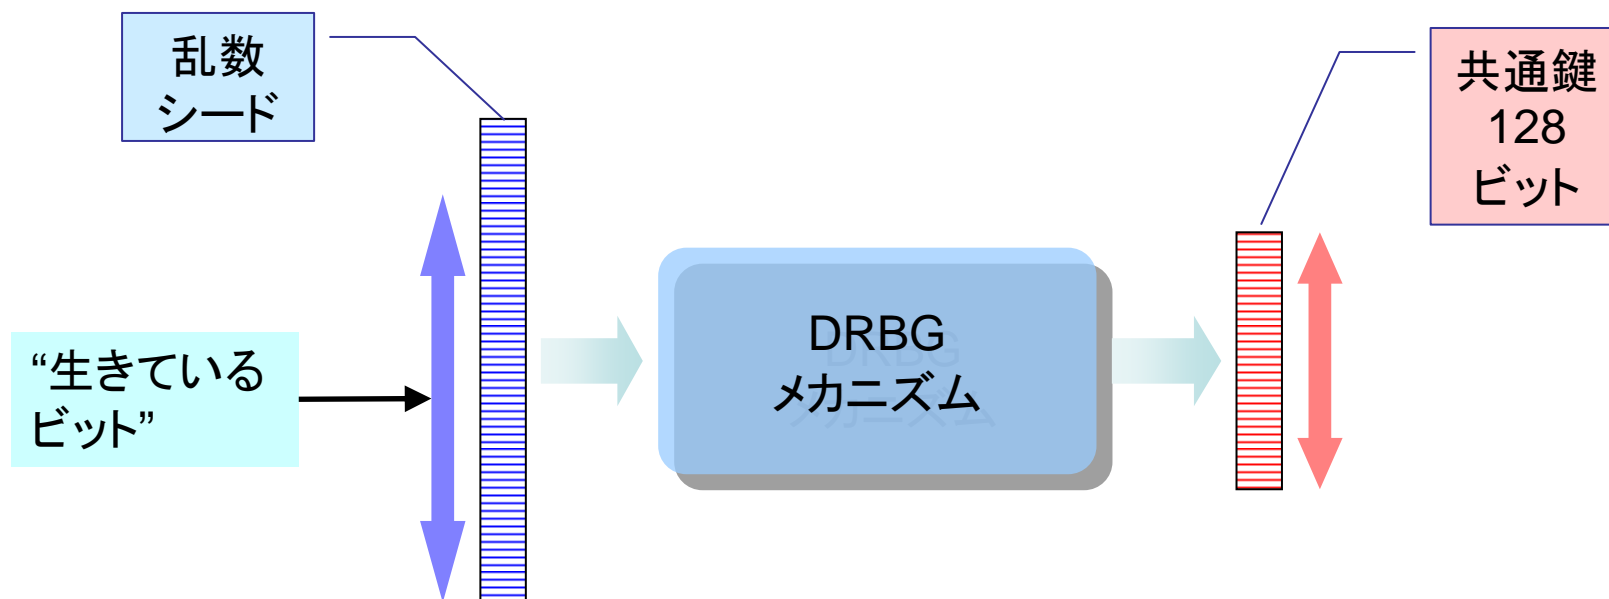 乱数
シード
共通鍵
128
ビット
“生きている
ビット”
DRBG
メカニズム